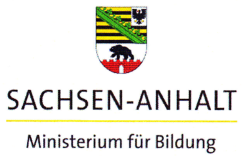 SACHSEN-ANHALT
Ministerium für Bildung